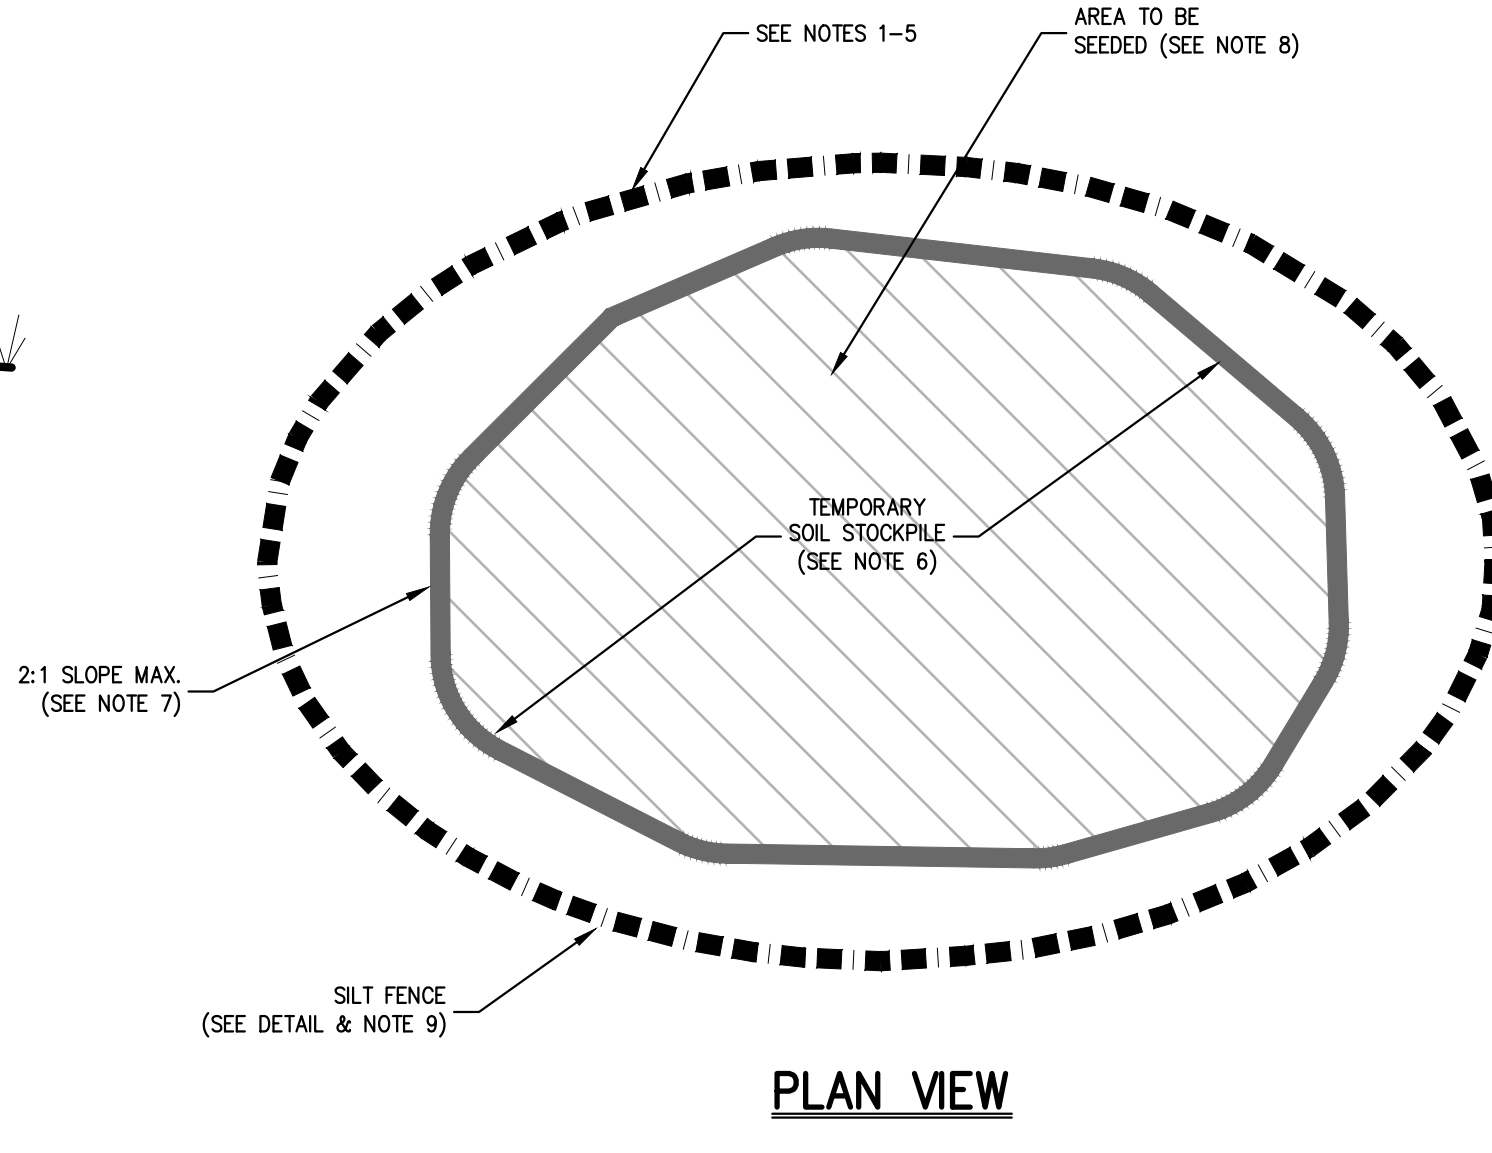 SEE NOTES 1-5
AREA TO BE
SEEDED (SEE NOTE 8)
TEMPORARY
SOIL STOCKPILE
(SEE NOTE 6)
2:1 SLOPE MAX.
(SEE NOTE 7)
SILT FENCE
(SEE DETAIL & NOTE 9)
PLAN VIEW